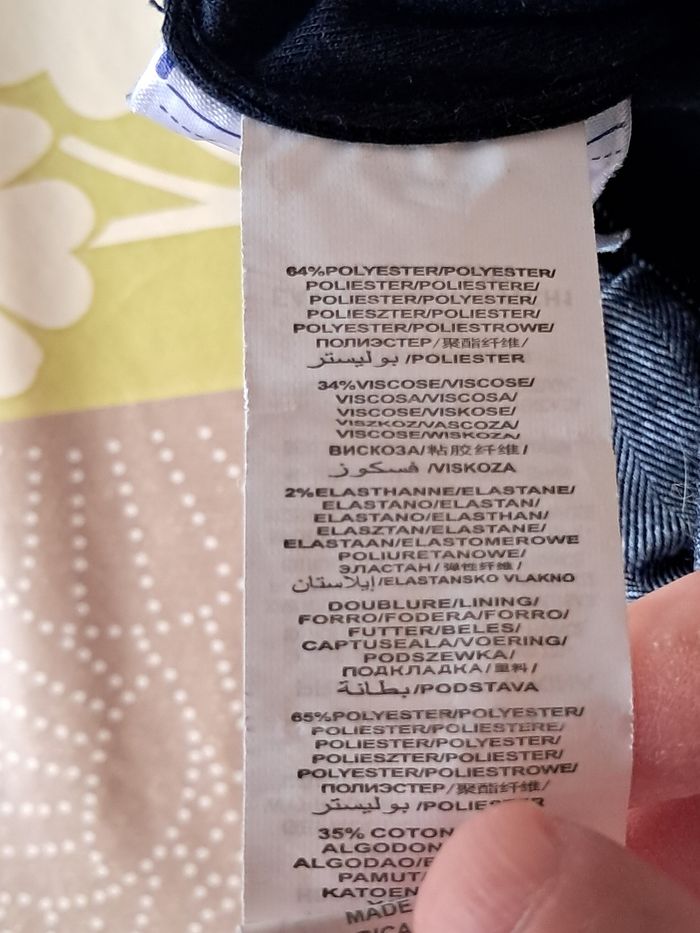 64%POLYESTER/POLYESTER/
POLIESTER/POLIESTERE/
POLIESTER/POLYESTER/
POLIESZTER/POLIESTER/
POLYESTER/POLIESTROWE/
ПОЛИЭСТЕР/聚酯纤维/
بوليستر /POLIESTER
34%VISCOSE/VISCOSE/
VISCOSA/VISCOSA/
VISCOSE/VISKOSE/
VISZKOZ/VASCOZA/
VISCOSE/WISKOZA/
ВИСКОЗА/粘胶纤维/
فسكوز /VISKOZA
2%ELASTHANNE/ELASTANE/
ELASTANO/ELASTAN/
ELASTANO/ELASTHAN/
ELASZTAN/ELASTANE/
ELASTAAN/ELASTOMEROWE
POLIURETANOWE/
ЭЛАСТАН/弹性纤维/
إيلاستان/ELASTANSKO VLAKNO
DOUBLURE/LINING/
FORRO/FODERA/FORRO/
FUTTER/BELES/
CAPTUSEALA/VOERING/
PODSZEWKA/
ПОДКЛАДКА/里料/
بطانة/PODSTAVA
65%POLYESTER/POLYESTER/
POLIESTER/POLIESTERE/
POLIESTER/POLYESTER/
POLIESZTER/POLIESTER/
POLYESTER/POLIESTROWE/
ПОЛИЭСТЕР/聚酯纤维/
بوليستر /POLIESTER
35% COTON
ALGODON
ALGODAO/
PAMUT/
KATOEN
MADE